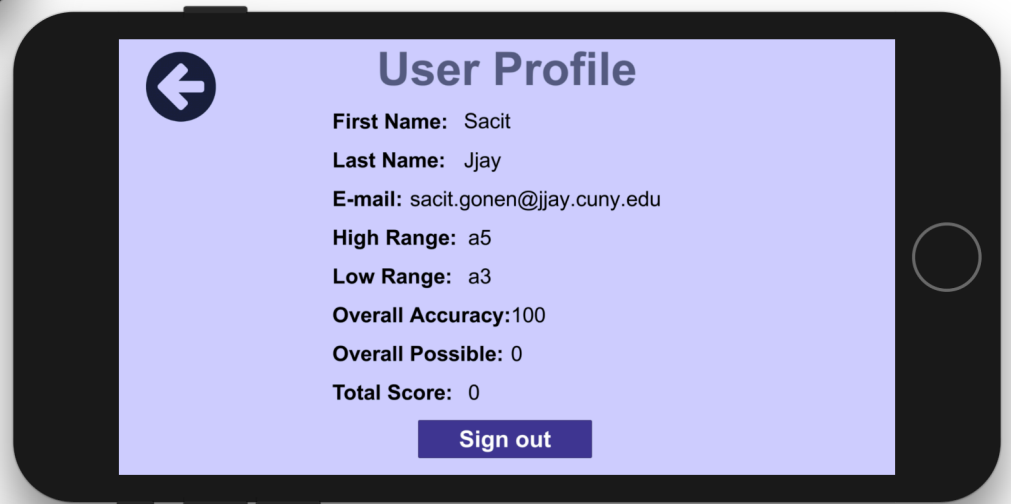 User Profile
First Name: Sacit
Last Name: Jjay
E-mail: sacit.gonen@jjay.cuny.edu
High Range: a5
Low Range: a3
Overall Accuracy:100
Overall Possible: 0
Total Score: 0
Sign out